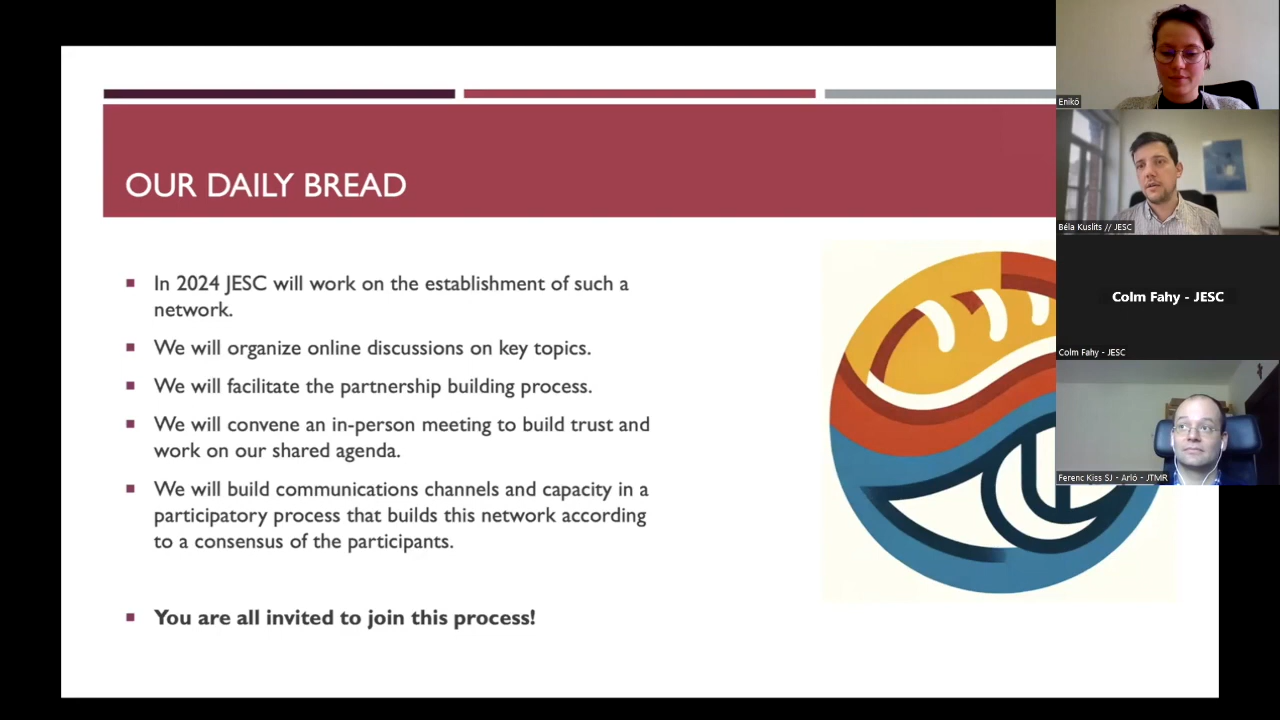 OUR DAILY BREAD
In 2024 JESC will work on the establishment of such a
network.
We will organize online discussions on key topics.
We will facilitate the partnership building process.
We will convene an in-person meeting to build trust and
work on our shared agenda.
We will build communications channels and capacity in a
participatory process that builds this network according
to a consensus of the participants.
You are all invited to join this process!
Enikő
Béla Kuslits // JESC
Colm Fahy - JESC
Colm Fahy - JESC
Ferenc Kiss SJ - Arló - JTMR